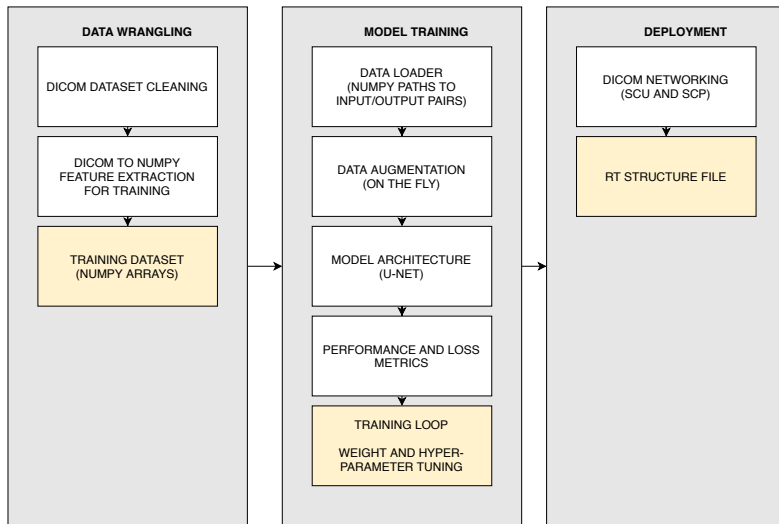 DATA WRANGLING
DICOM DATASET CLEANING
DICOM TO NUMPY
FEATURE EXTRACTION
FOR TRAINING
TRAINING DATASET
(NUMPY ARRAYS)
MODEL TRAINING
DATA LOADER
(NUMPY PATHS TO
INPUT/OUTPUT PAIRS)
DATA AUGMENTATION
(ON THE FLY)
MODEL ARCHITECTURE
(U-NET)
PERFORMANCE AND LOSS
METRICS
TRAINING LOOP
WEIGHT AND HYPER-
PARAMETER TUNING
DEPLOYMENT
DICOM NETWORKING
(SCU AND SCP)
RT STRUCTURE FILE